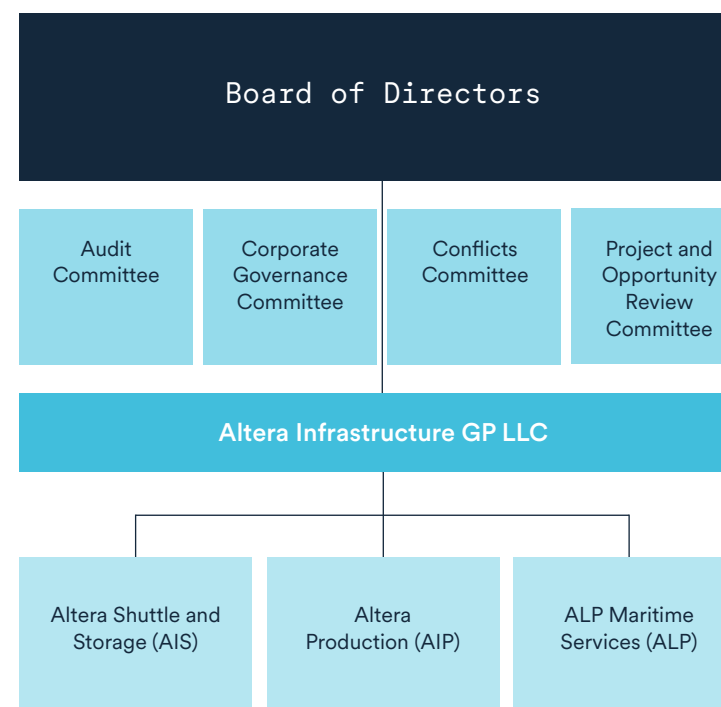 Board of Directors
Audit
Committee
Corporate
Governance
Committee
Conflicts
Committee
Project and
Opportunity
Review
Committee
Altera Infrastructure GP LLC
Altera Shuttle and
Storage (AIS)
Altera
Production (AIP)
ALP Maritime
Services (ALP)